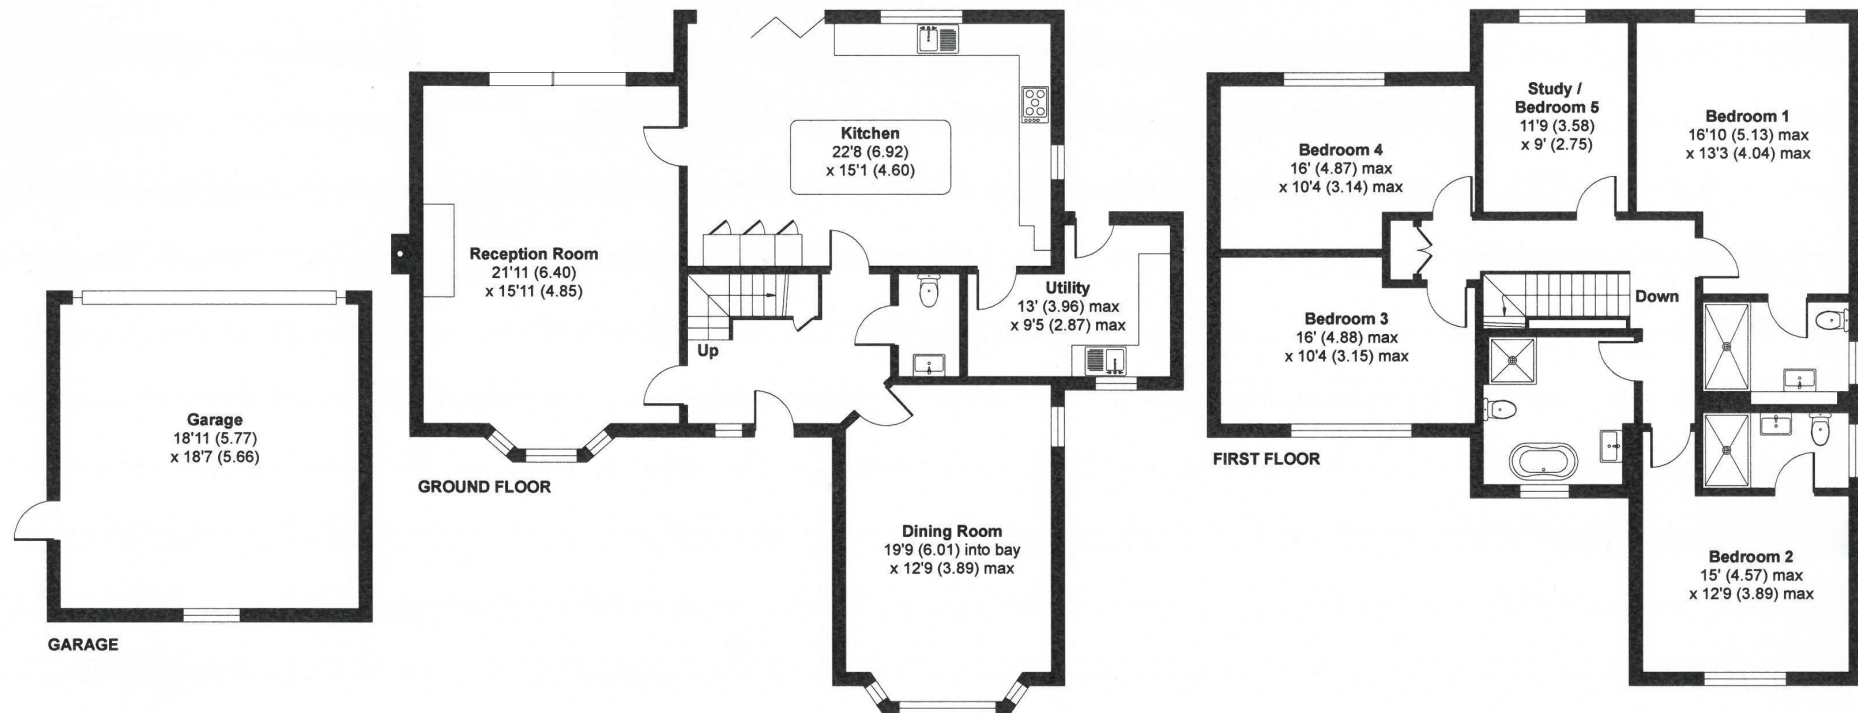 Garage
18'11 (5.77)
x 18'7 (5.66)
GARAGE
Reception Room
21'11 (6.40)
x 15'11 (4.85)
Kitchen
22'8 (6.92)
x 15'1 (4.60)
Utility
13' (3.96) max
x 9'5 (2.87) max
Up
Dining Room
19'9 (6.01) into bay
x 12'9 (3.89) max
GROUND FLOOR
Bedroom 4
16' (4.87) max
x 10'4 (3.14) max
Study /
Bedroom 5
11'9 (3.58)
x 9' (2.75)
Bedroom 1
16'10 (5.13) max
x 13'3 (4.04) max
Bedroom 3
16' (4.88) max
x 10'4 (3.15) max
Down
Bedroom 2
15' (4.57) max
x 12'9 (3.89) max
FIRST FLOOR